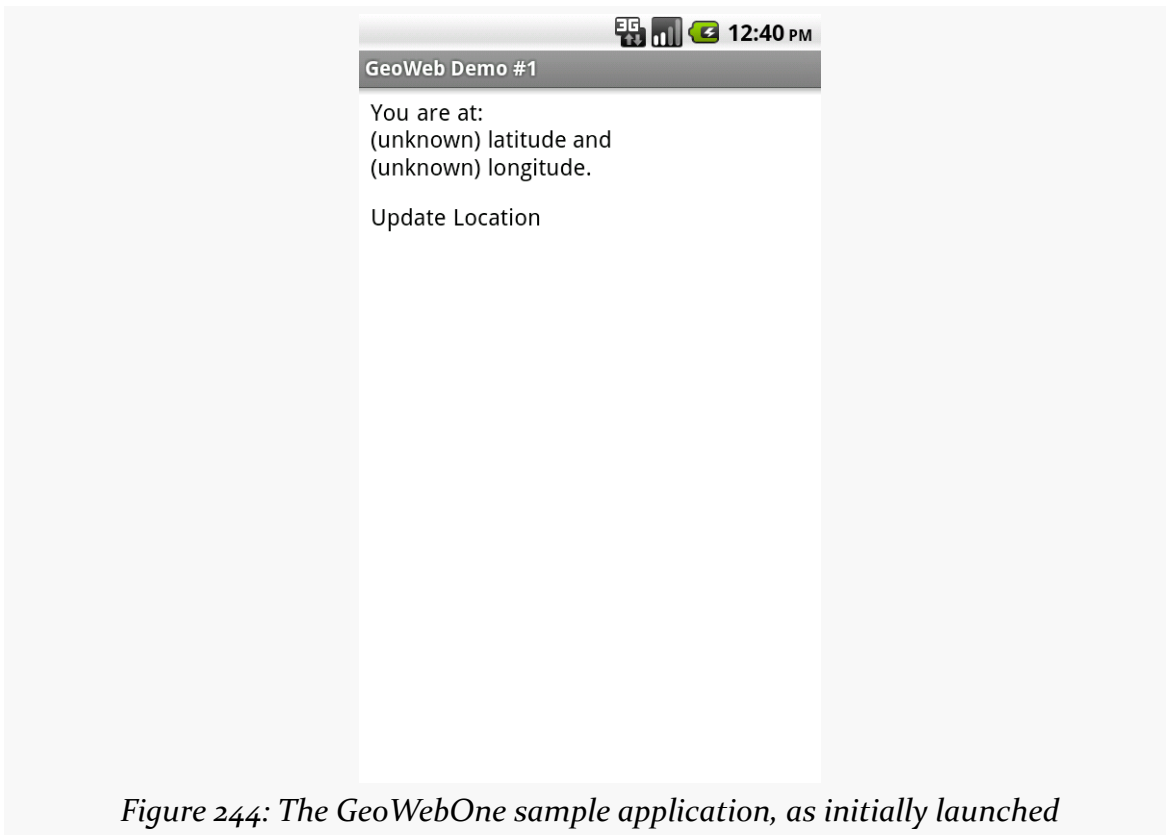 3G
12:40 PM
GeoWeb Demo #1
You are at:
(unknown) latitude and
(unknown) longitude.
Update Location
Figure 244: The GeoWebOne sample application, as initially launched